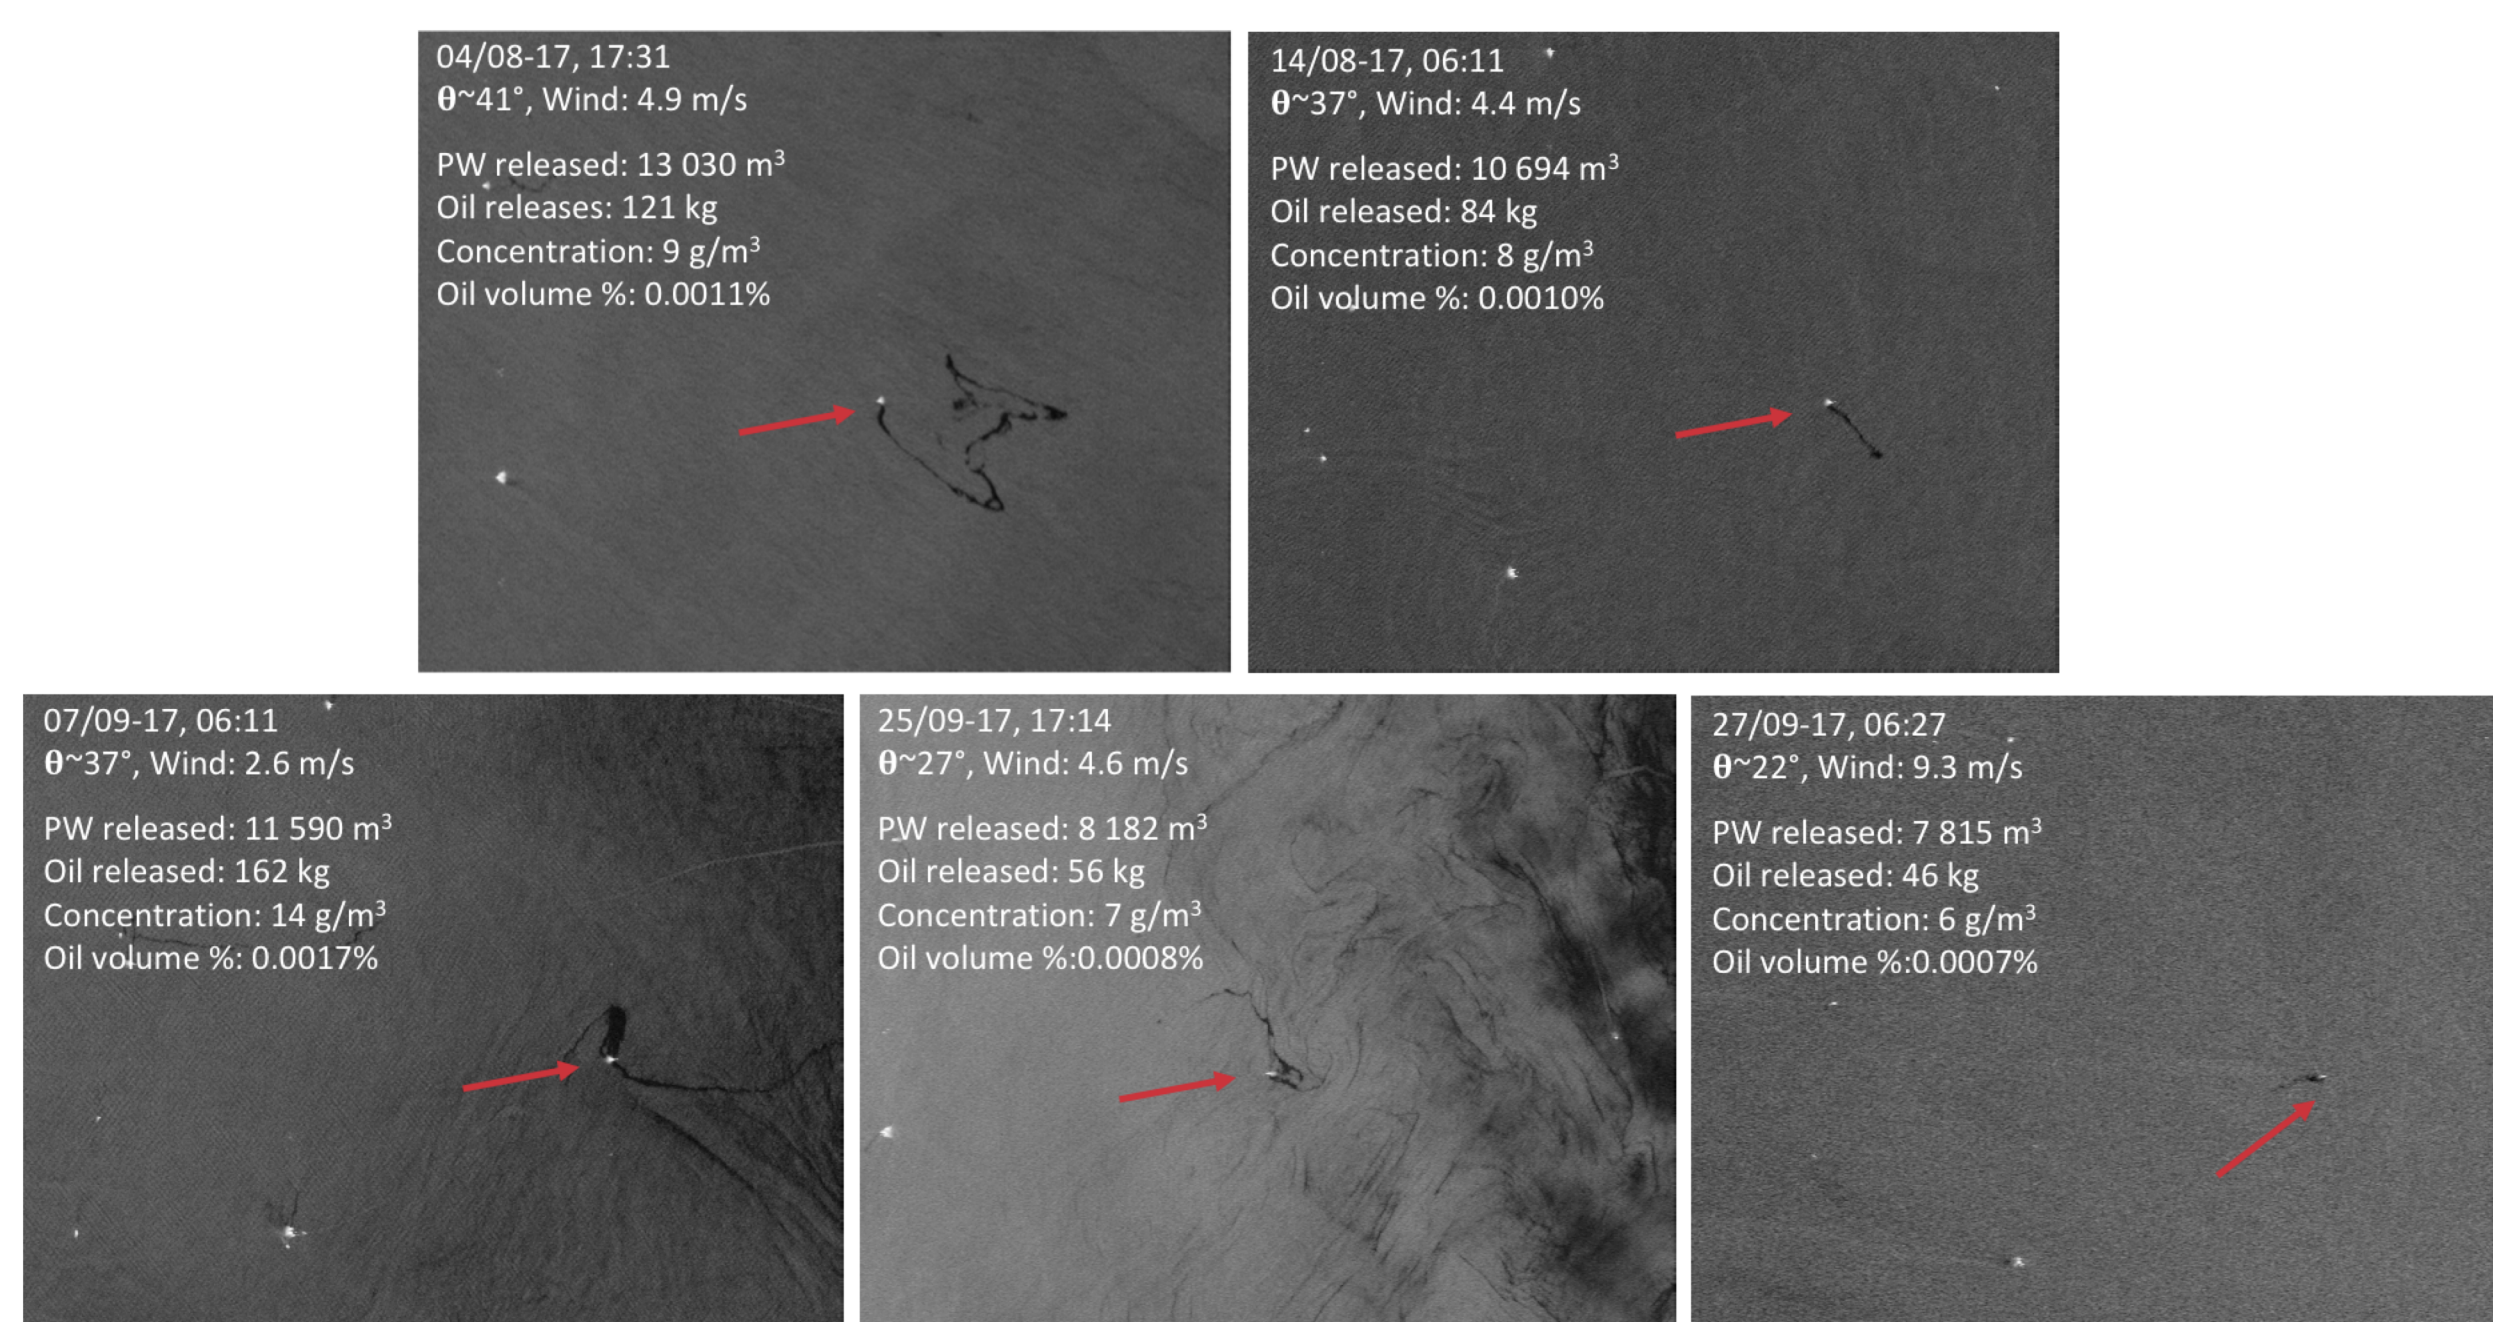 04/08-17, 17:31
θ~41°, Wind: 4.9 m/s
PW released: 13 030 m³
Oil releases: 121 kg
Concentration: 9 g/m³
Oil volume %: 0.0011%
14/08-17, 06:11
θ~37°, Wind: 4.4 m/s
PW released: 10 694 m³
Oil released: 84 kg
Concentration: 8 g/m³
Oil volume %: 0.0010%
07/09-17, 06:11
θ~37°, Wind: 2.6 m/s
PW released: 11 590 m³
Oil released: 162 kg
Concentration: 14 g/m³
Oil volume %: 0.0017%
25/09-17, 17:14
θ~27°, Wind: 4.6 m/s
PW released: 8 182 m³
Oil released: 56 kg
Concentration: 7 g/m³
Oil volume %:0.0008%
27/09-17, 06:27
θ~22°, Wind: 9.3 m/s
PW released: 7 815 m³
Oil released: 46 kg
Concentration: 6 g/m³
Oil volume %:0.0007%